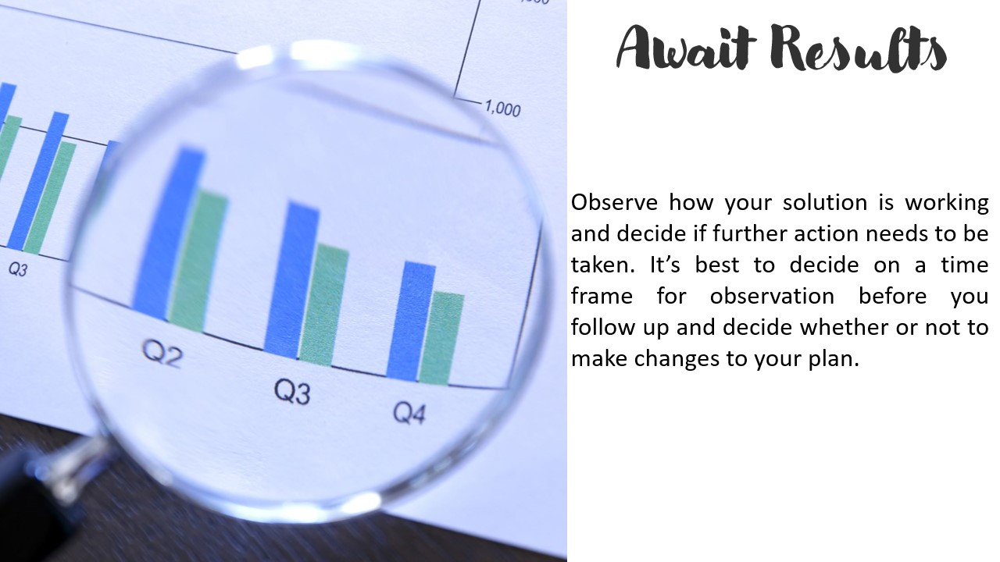 Await Results
1,000
Q3
Q2
Q3
Q4
Observe how your solution is working
and decide if further action needs to be
taken. It’s best to decide on a time
frame for observation before you
follow up and decide whether or not to
make changes to your plan.